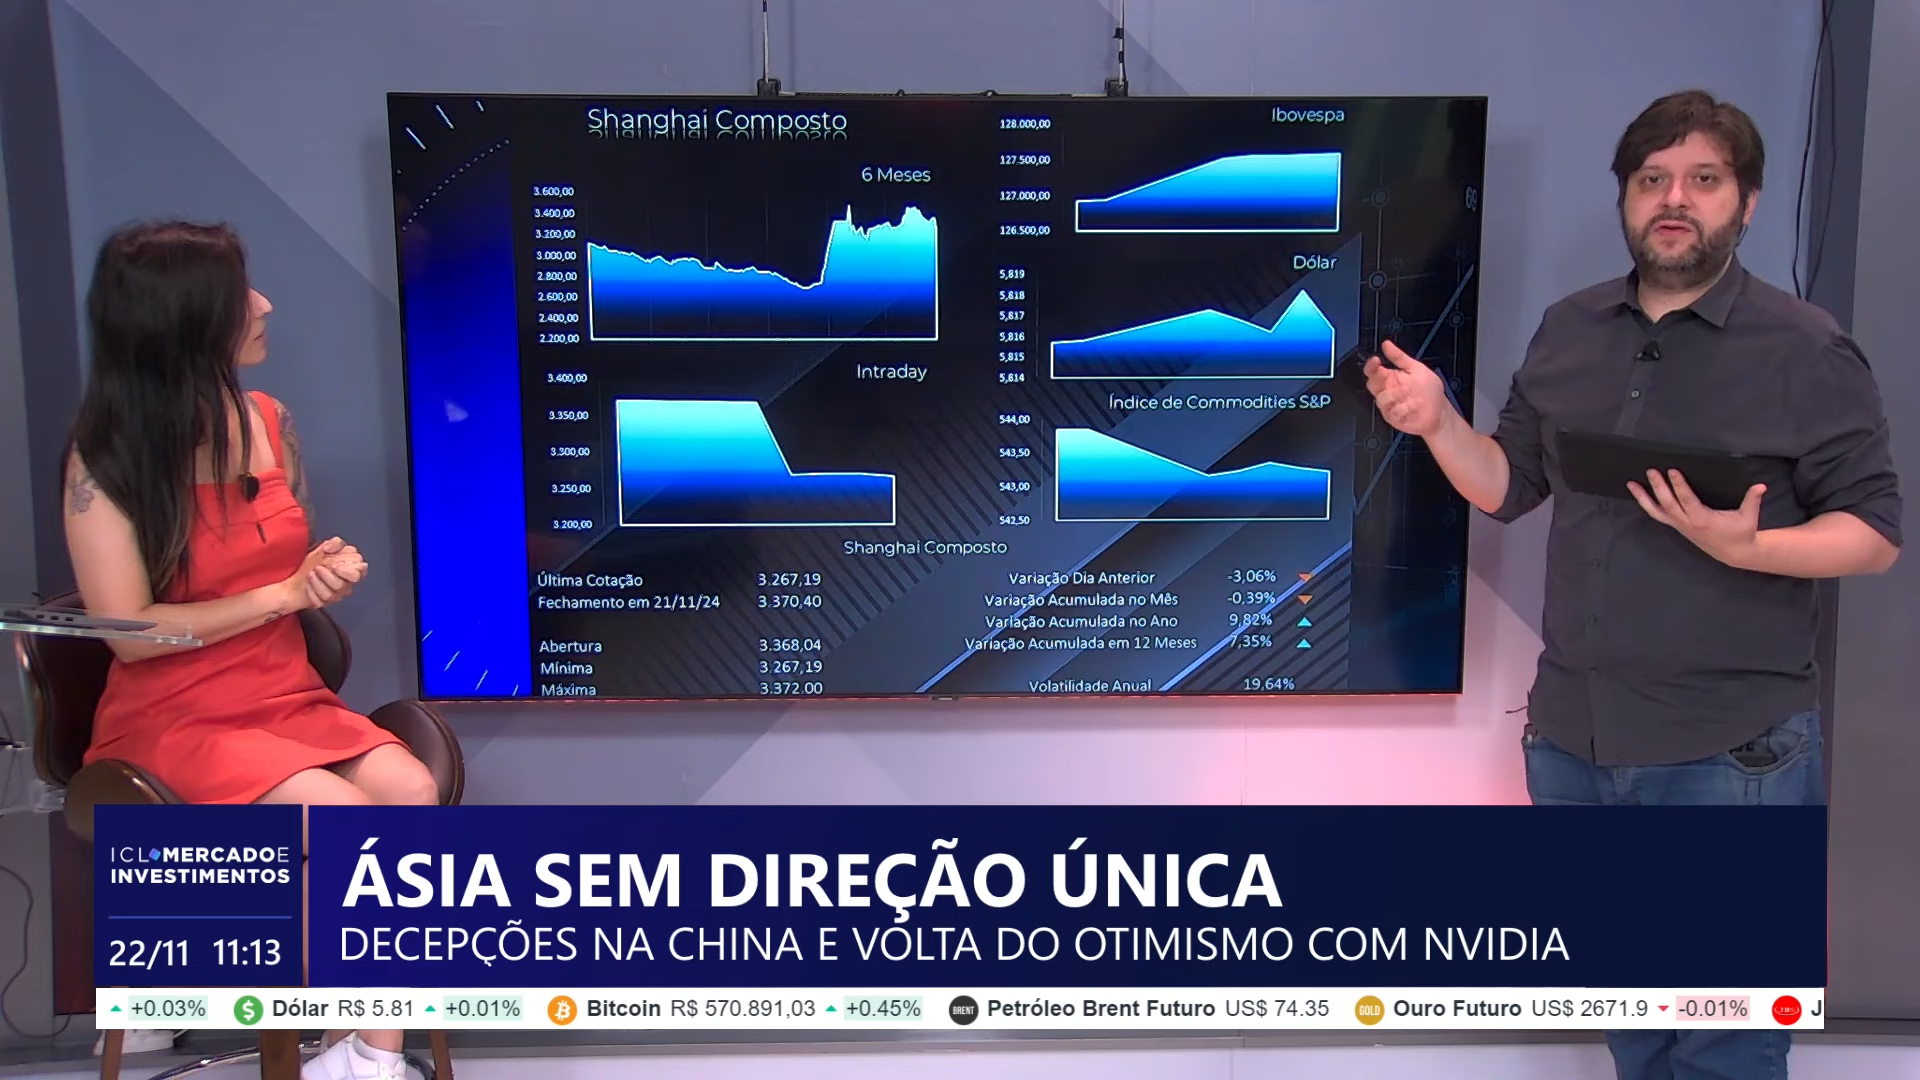 Shanghai Composto
6 Meses
3.600,00
3.400,00
3.200,00
3.000,00
2.800,00
2.600,00
2.400,00
2.200,00
Intraday
3.400,00
3.350,00
3.300,00
3.250,00
3.200,00
Ibovespa
128.000,00
127.500,00
127.000,00
126.500,00
Dólar
5,819
5,818
5,817
5,816
5,815
5,814
Índice de Commodities S&P
544,00
543,50
543,00
542,50
Shanghai Composto
Última Cotação 3.267,19
Fechamento em 21/11/24 3.370,40
Abertura 3.368,04
Mínima 3.267,19
Máxima 3.372,00
Variação Dia Anterior -3,06%
Variação Acumulada no Mês -0,39%
Variação Acumulada no Ano 9,82%
Variação Acumulada em 12 Meses 7,35%
Volatilidade Anual 19,64%
ICL MERCADO E
INVESTIMENTOS
22/11 11:13
ÁSIA SEM DIREÇÃO ÚNICA
DECEPÇÕES NA CHINA E VOLTA DO OTIMISMO COM NVIDIA
+0.03% $ Dólar R$ 5.81 +0.01% Bitcoin R$ 570.891,03 +0.45% BRENT Petróleo Brent Futuro US$ 74.35 GOLD Ouro Futuro US$ 2671.9 -0.01% J